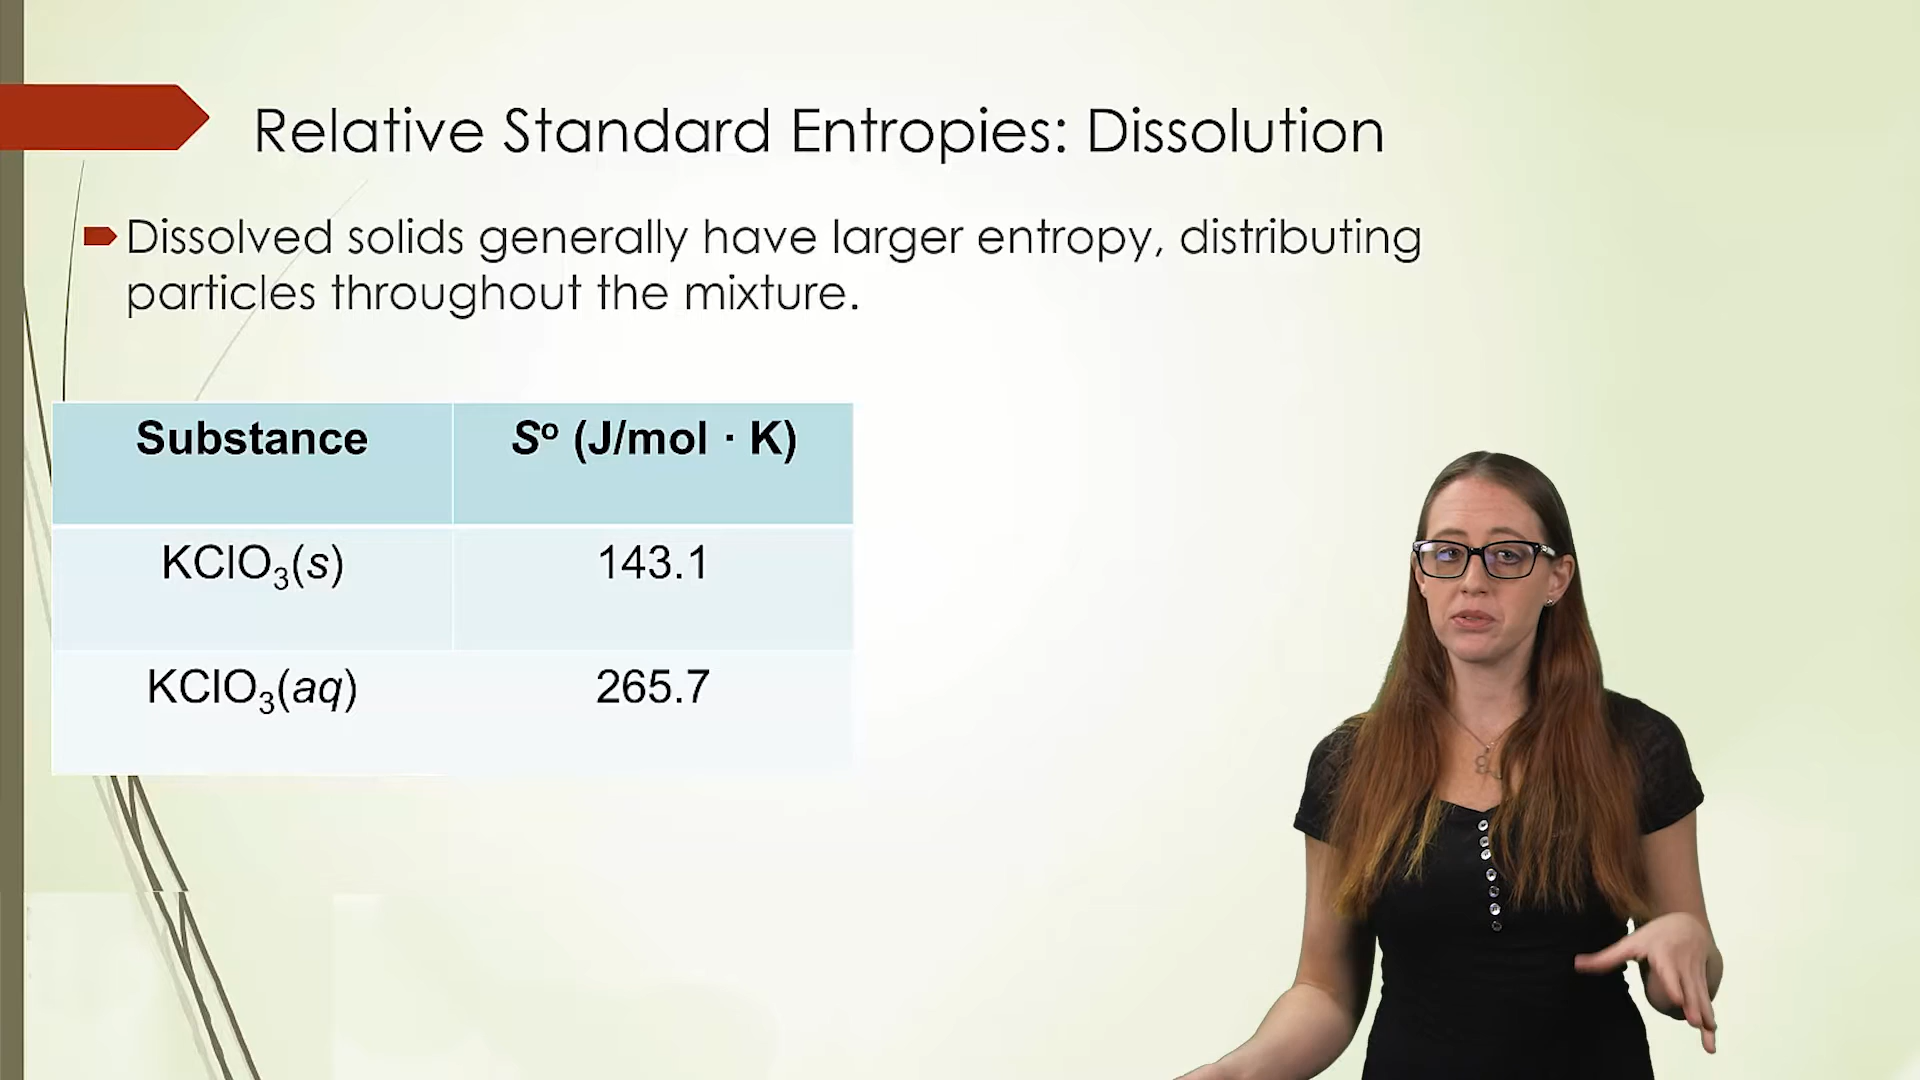 Relative Standard Entropies: Dissolution
Dissolved solids generally have larger entropy, distributing
particles throughout the mixture.
Substance S° (J/mol · K)
KClO₃(s) 143.1
KClO₃(aq) 265.7